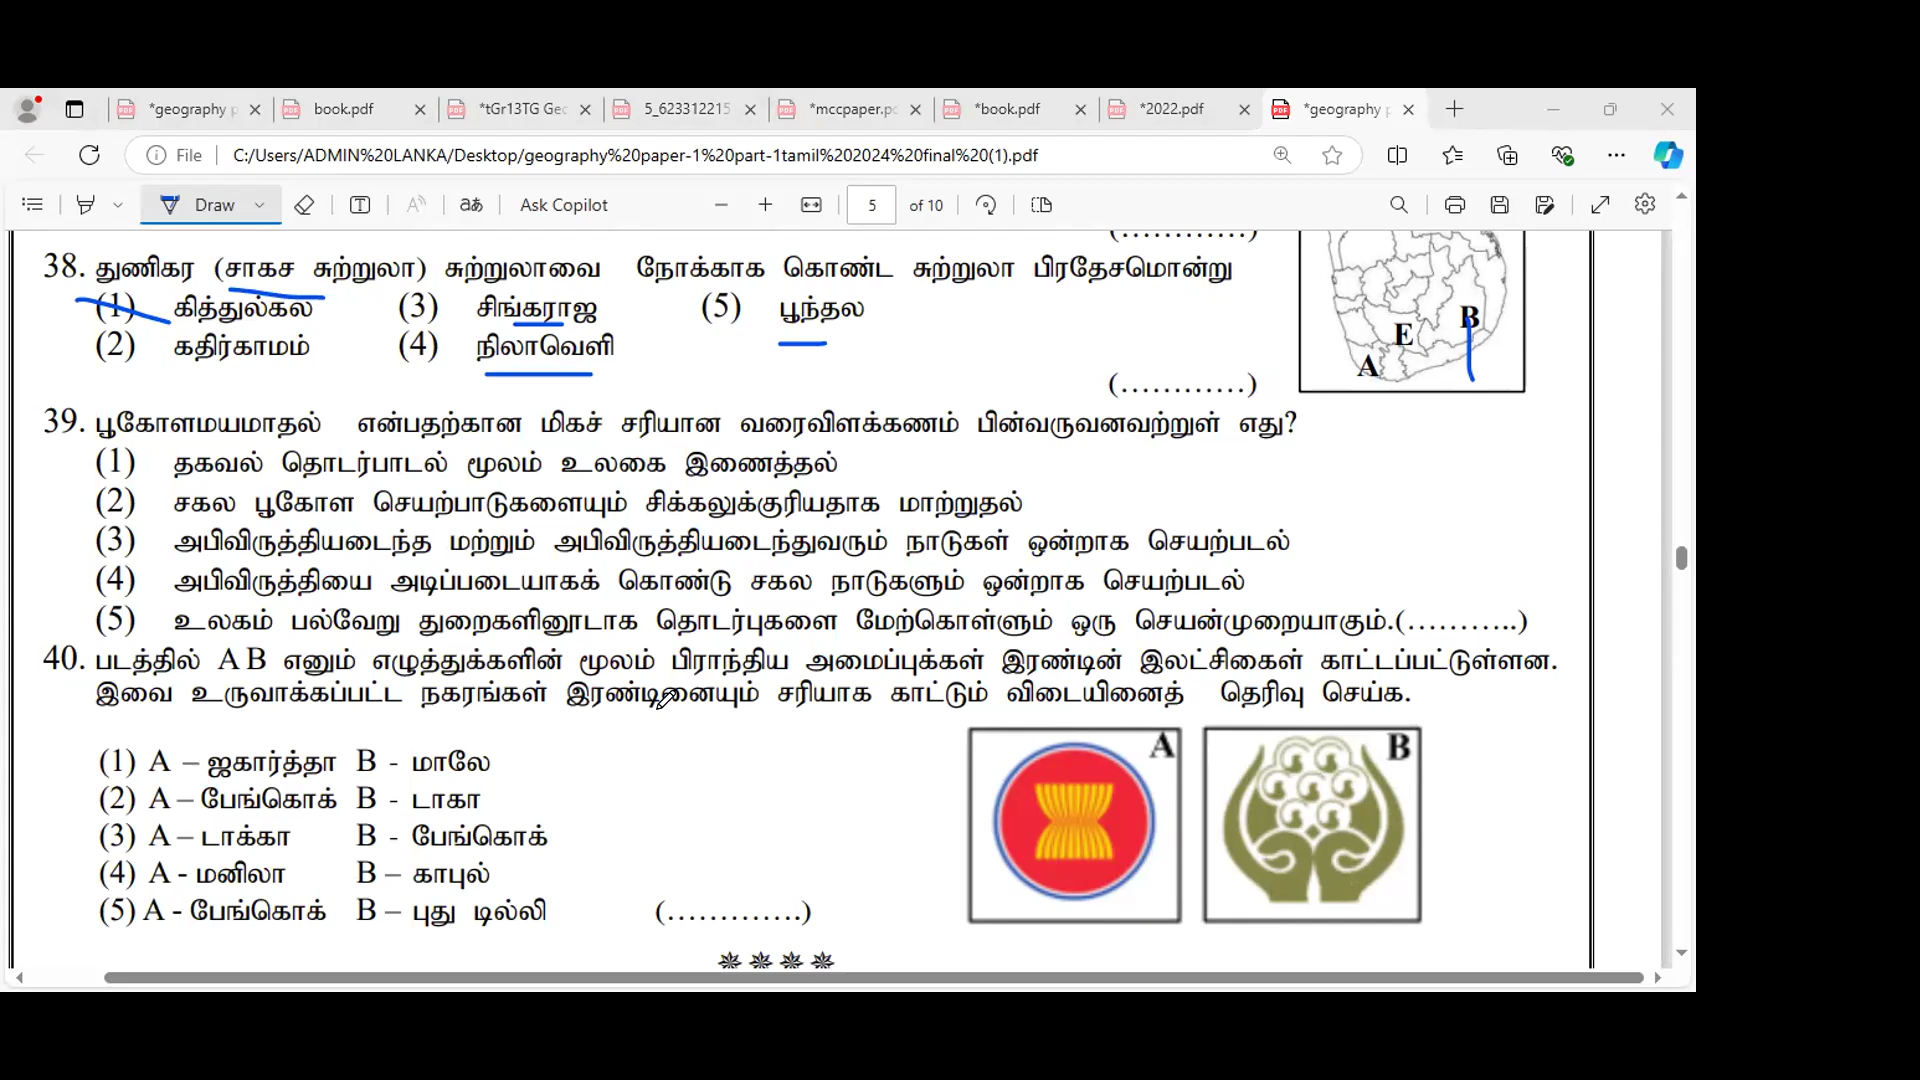 *geography p
book.pdf
*tGr13TG Geo
5_623312215
*mccpaper.pd
*book.pdf
*2022.pdf
*geography p
File
C:/Users/ADMIN%20LANKA/Desktop/geography%20paper-1%20part-1tamil%202024%20final%20(1).pdf
Draw
aあ
Ask Copilot
5 of 10
(............)
38. துணிகர (சாகச சுற்றுலா) சுற்றுலாவை நோக்காக கொண்ட சுற்றுலா பிரதேசமொன்று
(1) கித்துல்கல (3) சிங்கராஜ (5) பூந்தல
(2) கதிர்காமம் (4) நிலாவெளி
(............)
B
E
A
39. பூகோளமயமாதல் என்பதற்கான மிகச் சரியான வரைவிளக்கணம் பின்வருவனவற்றுள் எது?
(1) தகவல் தொடர்பாடல் மூலம் உலகை இணைத்தல்
(2) சகல பூகோள செயற்பாடுகளையும் சிக்கலுக்குரியதாக மாற்றுதல்
(3) அபிவிருத்தியடைந்த மற்றும் அபிவிருத்தியடைந்துவரும் நாடுகள் ஒன்றாக செயற்படல்
(4) அபிவிருத்தியை அடிப்படையாகக் கொண்டு சகல நாடுகளும் ஒன்றாக செயற்படல்
(5) உலகம் பல்வேறு துறைகளினூடாக தொடர்புகளை மேற்கொள்ளும் ஒரு செயன்முறையாகும்.(...........)
40. படத்தில் A B எனும் எழுத்துக்களின் மூலம் பிராந்திய அமைப்புக்கள் இரண்டின் இலட்சிகைள் காட்டப்பட்டுள்ளன.
இவை உருவாக்கப்பட்ட நகரங்கள் இரண்டினையும் சரியாக காட்டும் விடையினைத் தெரிவு செய்க.
(1) A – ஜகார்த்தா B - மாலே
(2) A – பேங்கொக் B - டாகா
(3) A – டாக்கா B - பேங்கொக்
(4) A - மனிலா B – காபுல்
(5) A - பேங்கொக் B – புது டில்லி (.............)
A
B